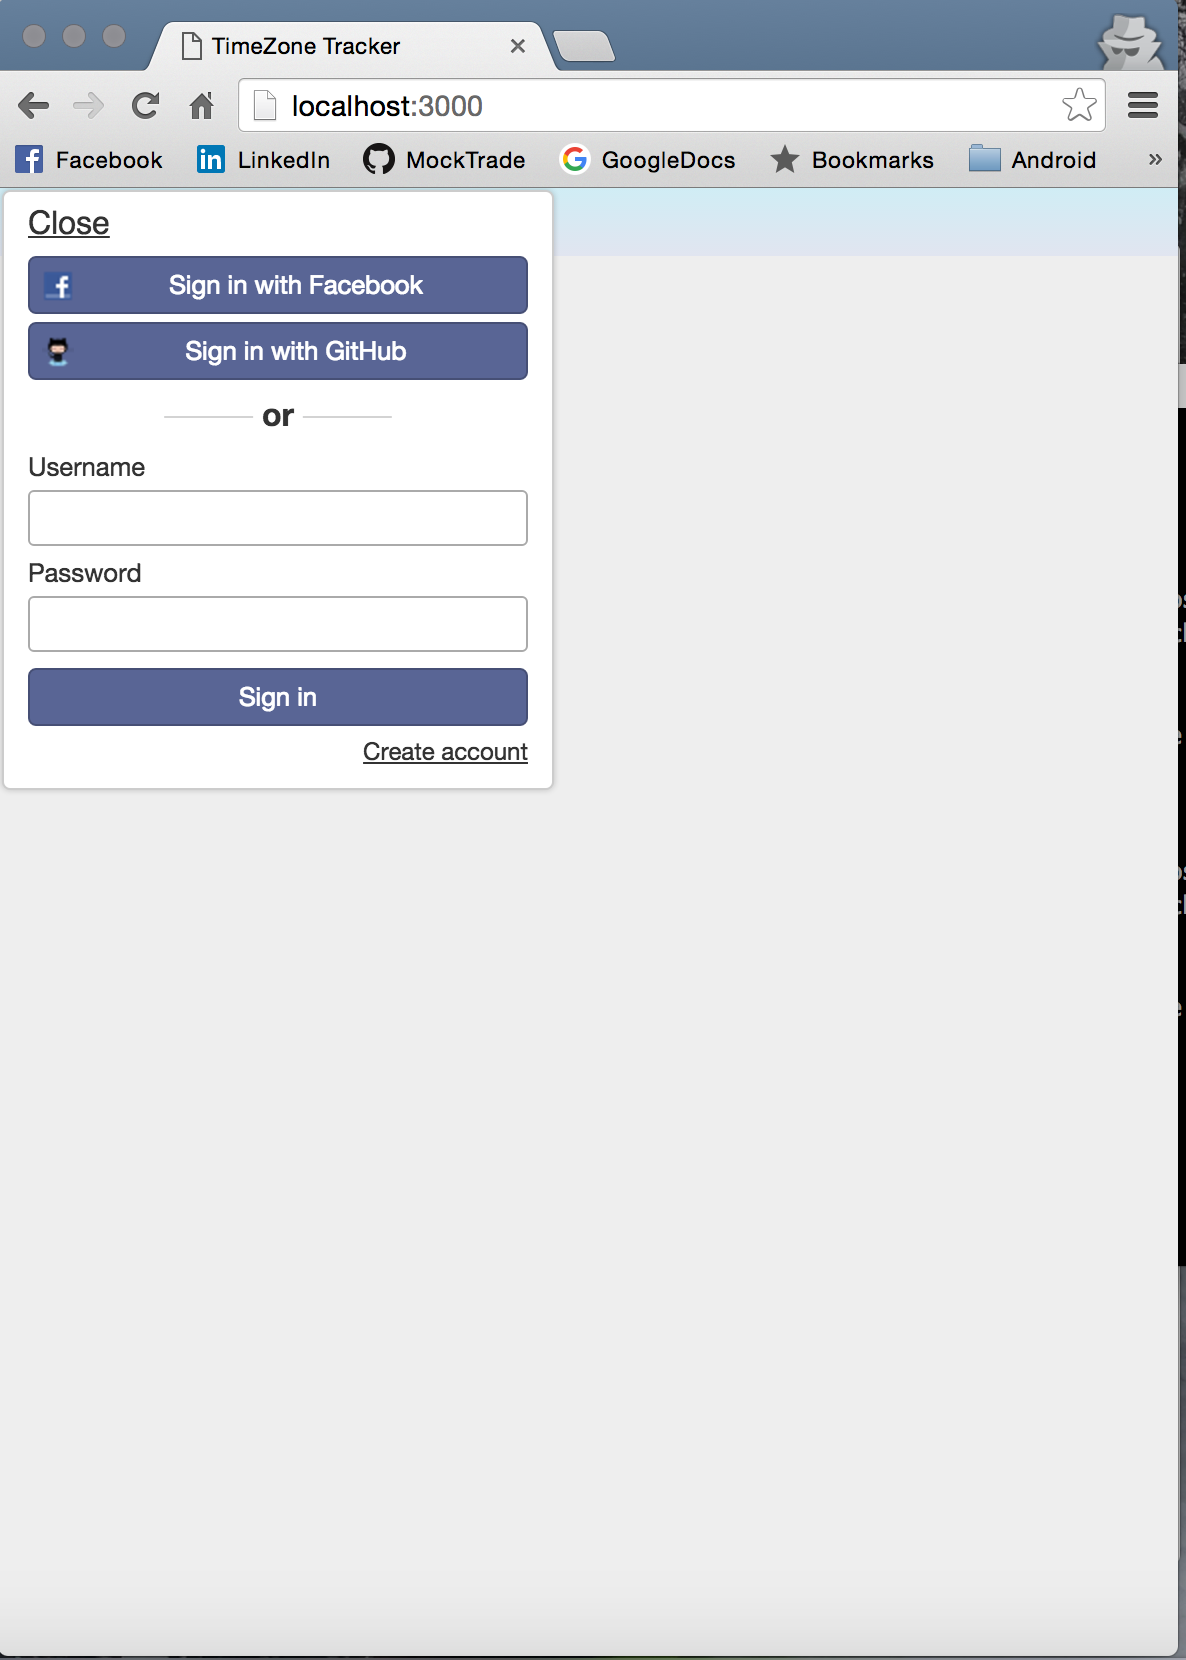 TimeZone Tracker
localhost:3000
Facebook LinkedIn MockTrade GoogleDocs Bookmarks Android »
Close
Sign in with Facebook
Sign in with GitHub
or
Username
Password
Sign in
Create account